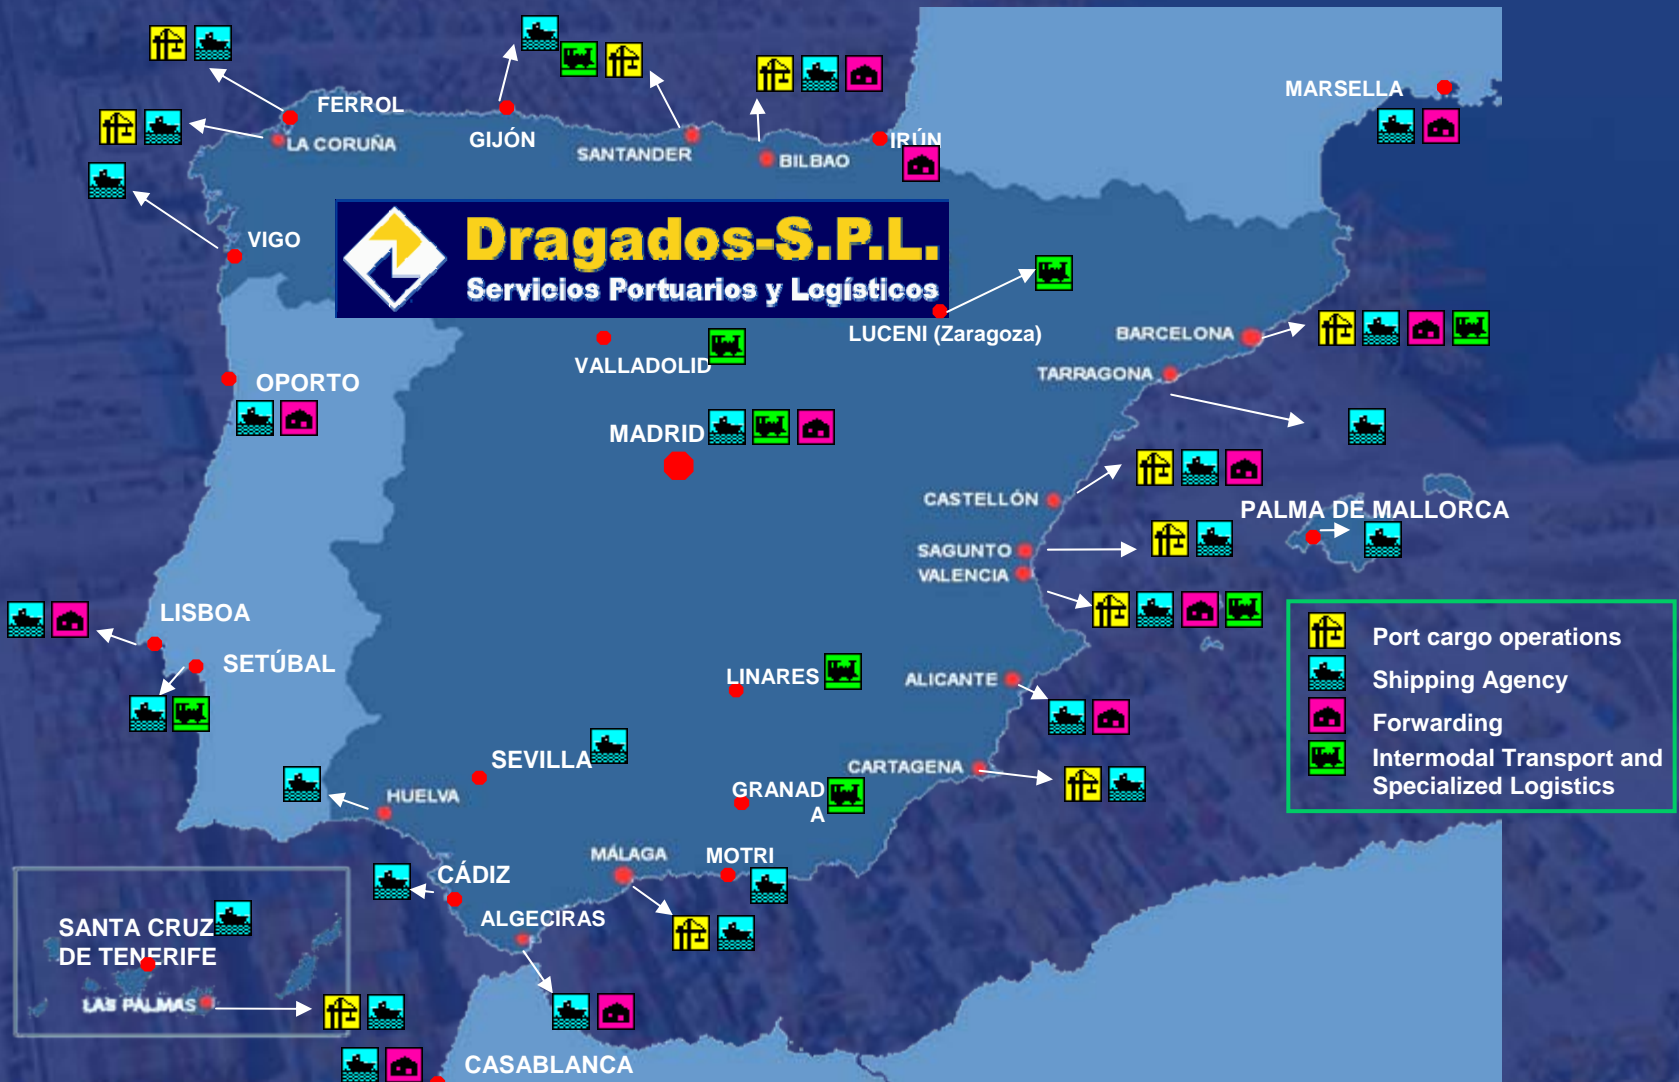 FERROL
LA CORUÑA
GIJÓN
SANTANDER
BILBAO
IRÚN
MARSELLA
VIGO
Dragados-S.P.L.
Servicios Portuarios y Logísticos
LUCENI (Zaragoza)
BARCELONA
VALLADOLID
TARRAGONA
OPORTO
MADRID
CASTELLÓN
PALMA DE MALLORCA
SAGUNTO
VALENCIA
LISBOA
SETÚBAL
LINARES
ALICANTE
Port cargo operations
Shipping Agency
Forwarding
Intermodal Transport and
Specialized Logistics
SEVILLA
CARTAGENA
HUELVA
GRANAD
A
MÁLAGA
MOTRI
CÁDIZ
ALGECIRAS
SANTA CRUZ
DE TENERIFE
LAS PALMAS
CASABLANCA